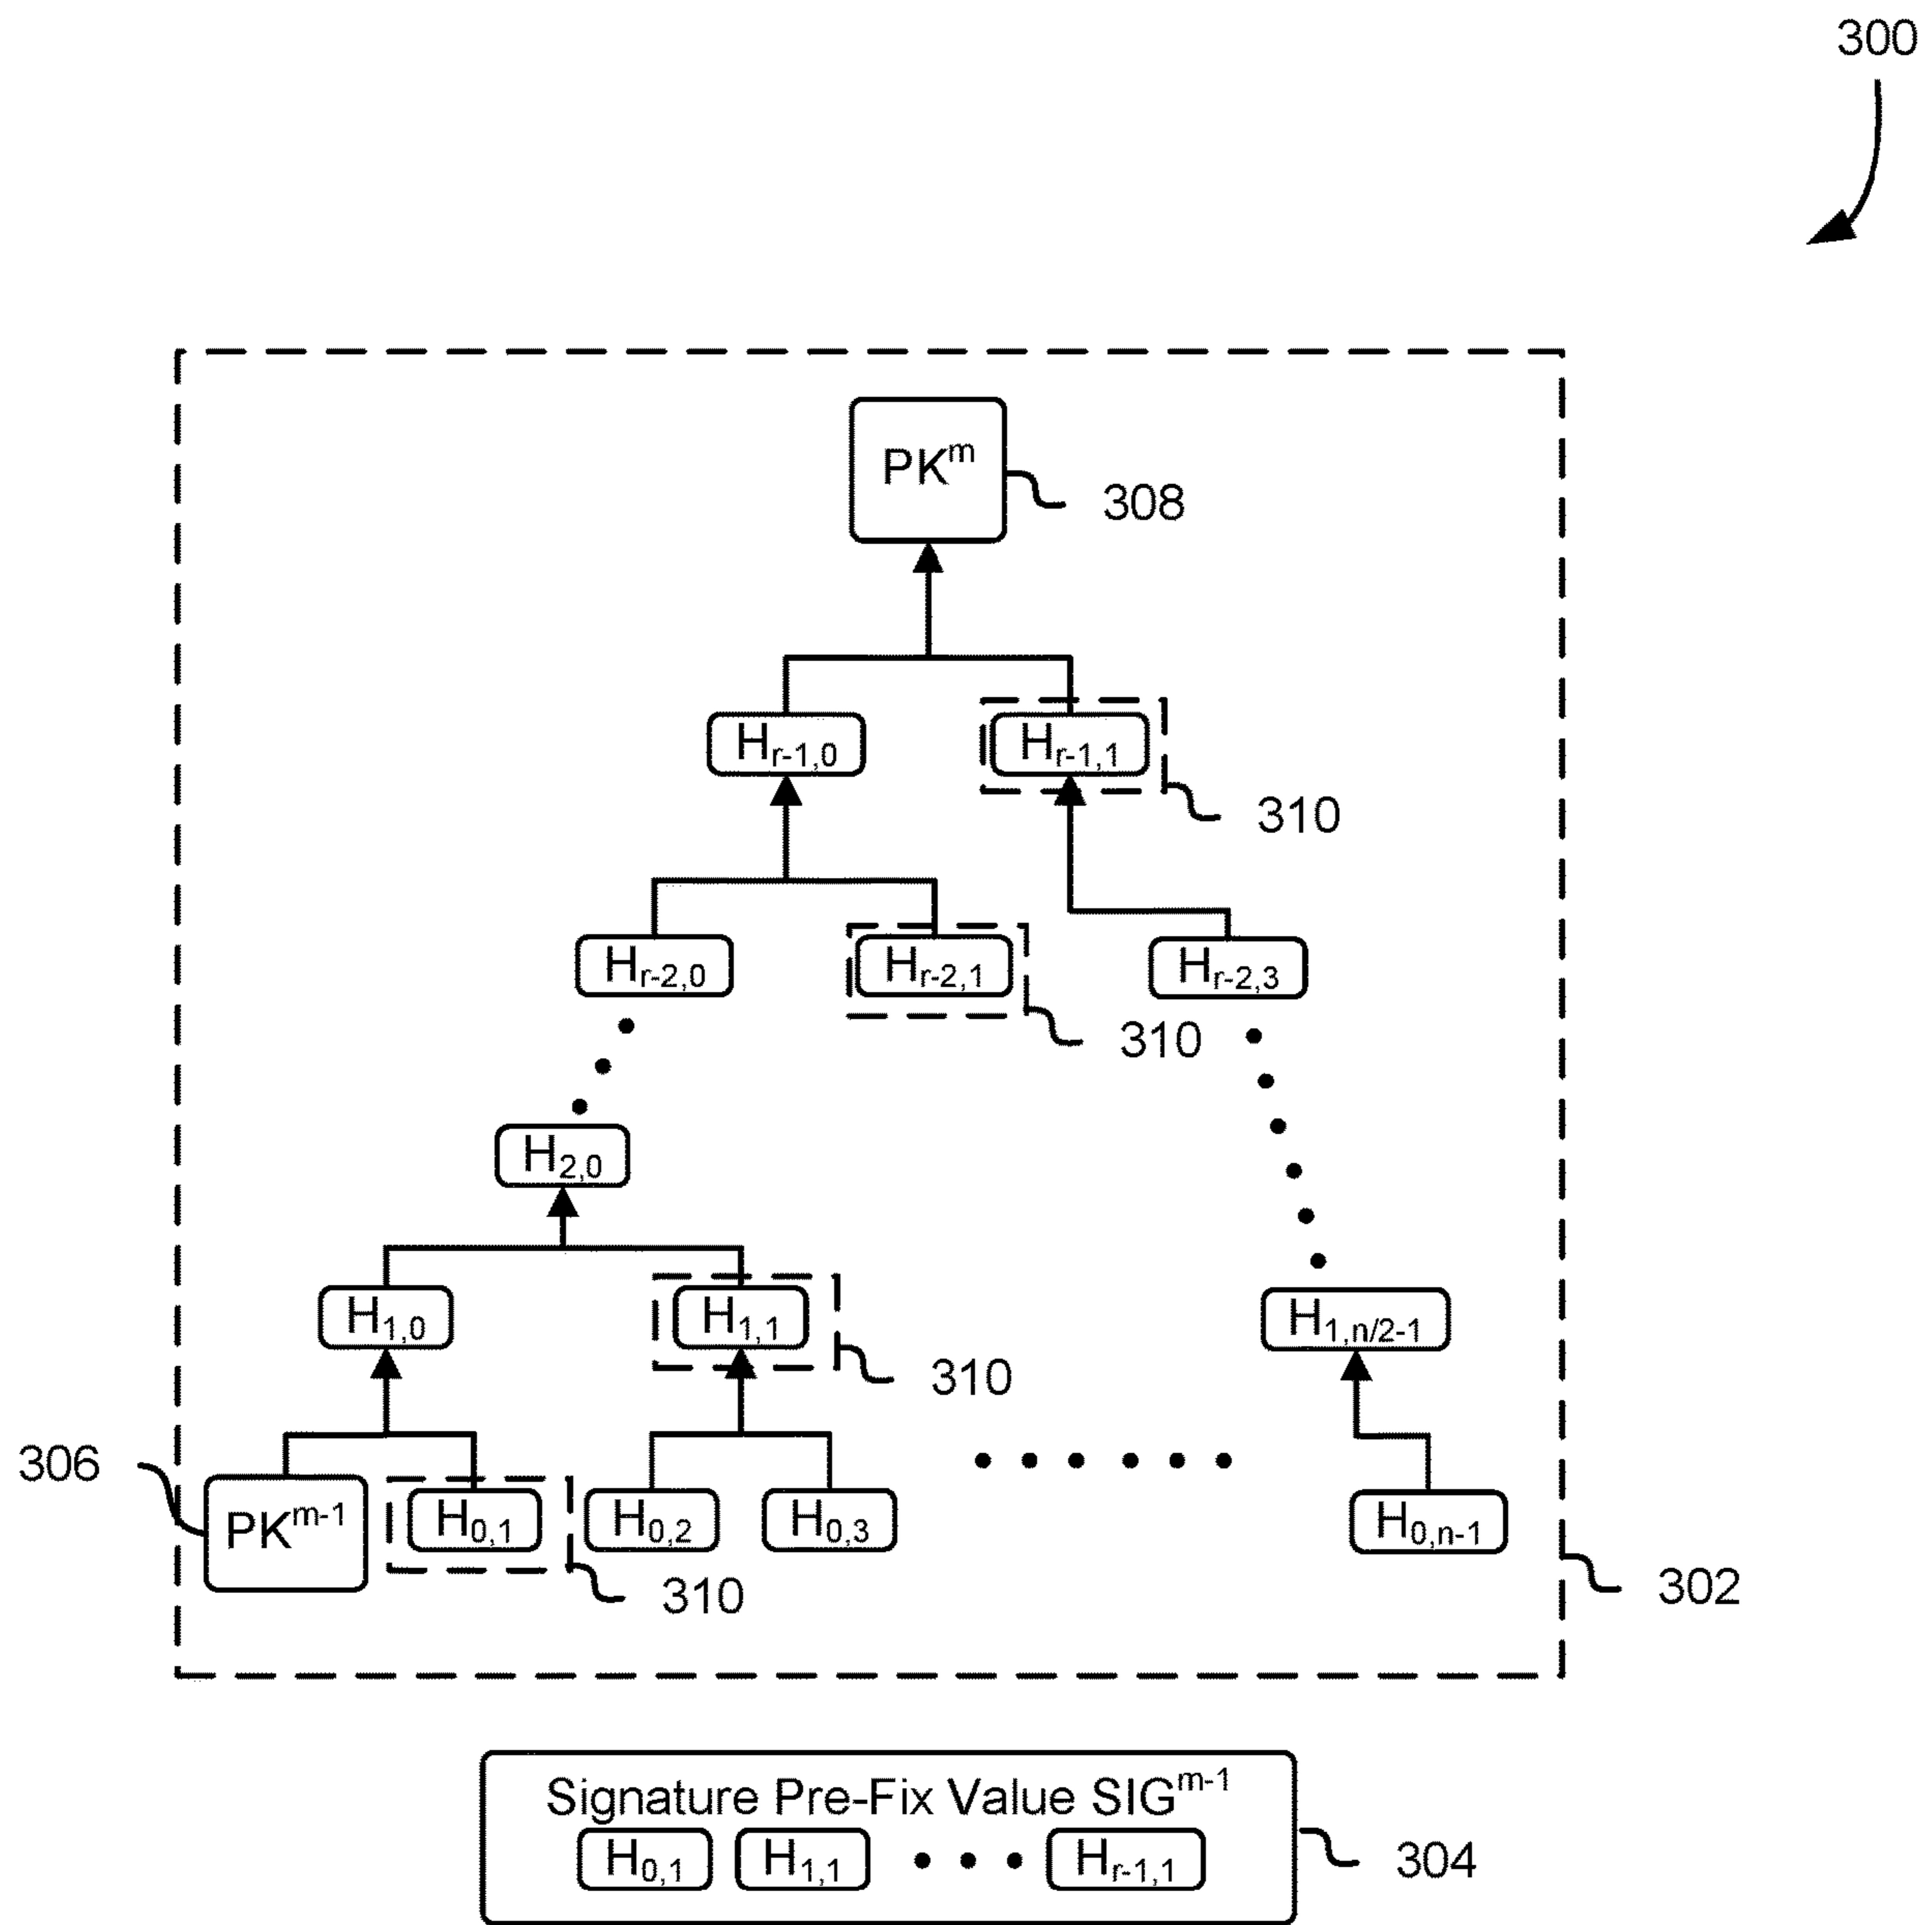 300
PK^m
308
H_r-1,0 H_r-1,1
310
H_r-2,0 H_r-2,1 H_r-2,3
310
H_2,0
H_1,0 H_1,1 H_1,n/2-1
310
306
PK^m-1 H_0,1 H_0,2 H_0,3 H_0,n-1
310
302
Signature Pre-Fix Value SIG^m-1
H_0,1 H_1,1 • • • H_r-1,1
304